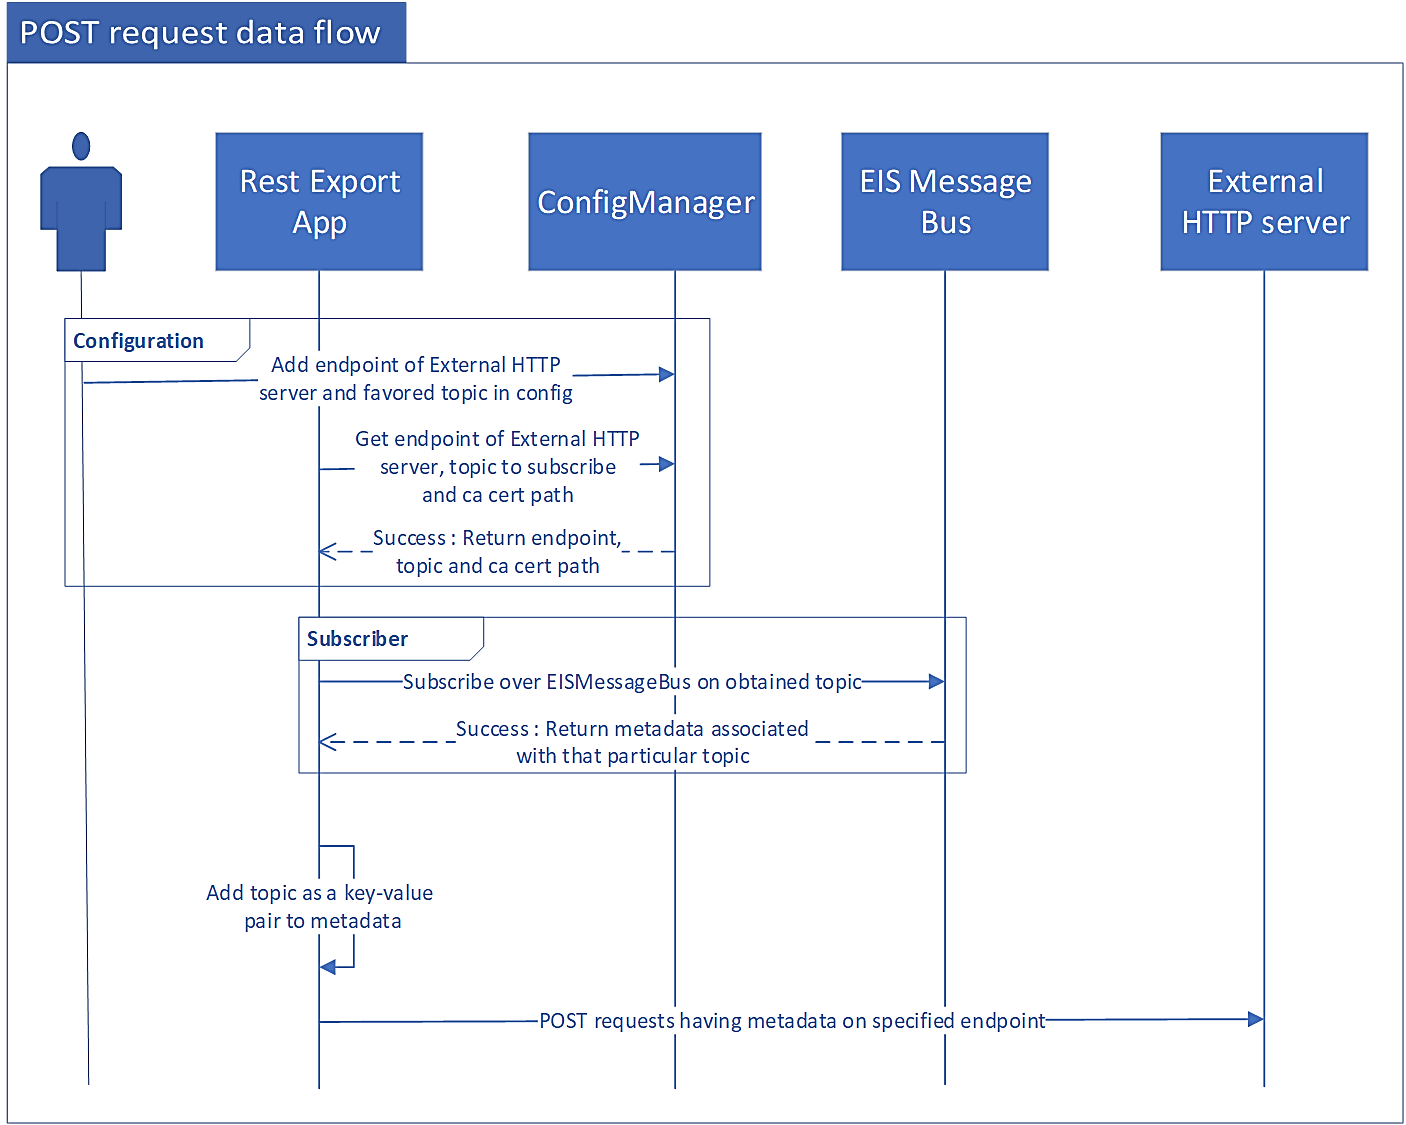 POST request data flow
Rest Export
App
ConfigManager
EIS Message
Bus
External
HTTP server
Configuration
Add endpoint of External HTTP
server and favored topic in config
Get endpoint of External HTTP
server, topic to subscribe
and ca cert path
Success : Return endpoint,
topic and ca cert path
Subscriber
Subscribe over EISMessageBus on obtained topic
Success : Return metadata associated
with that particular topic
Add topic as a key-value
pair to metadata
POST requests having metadata on specified endpoint